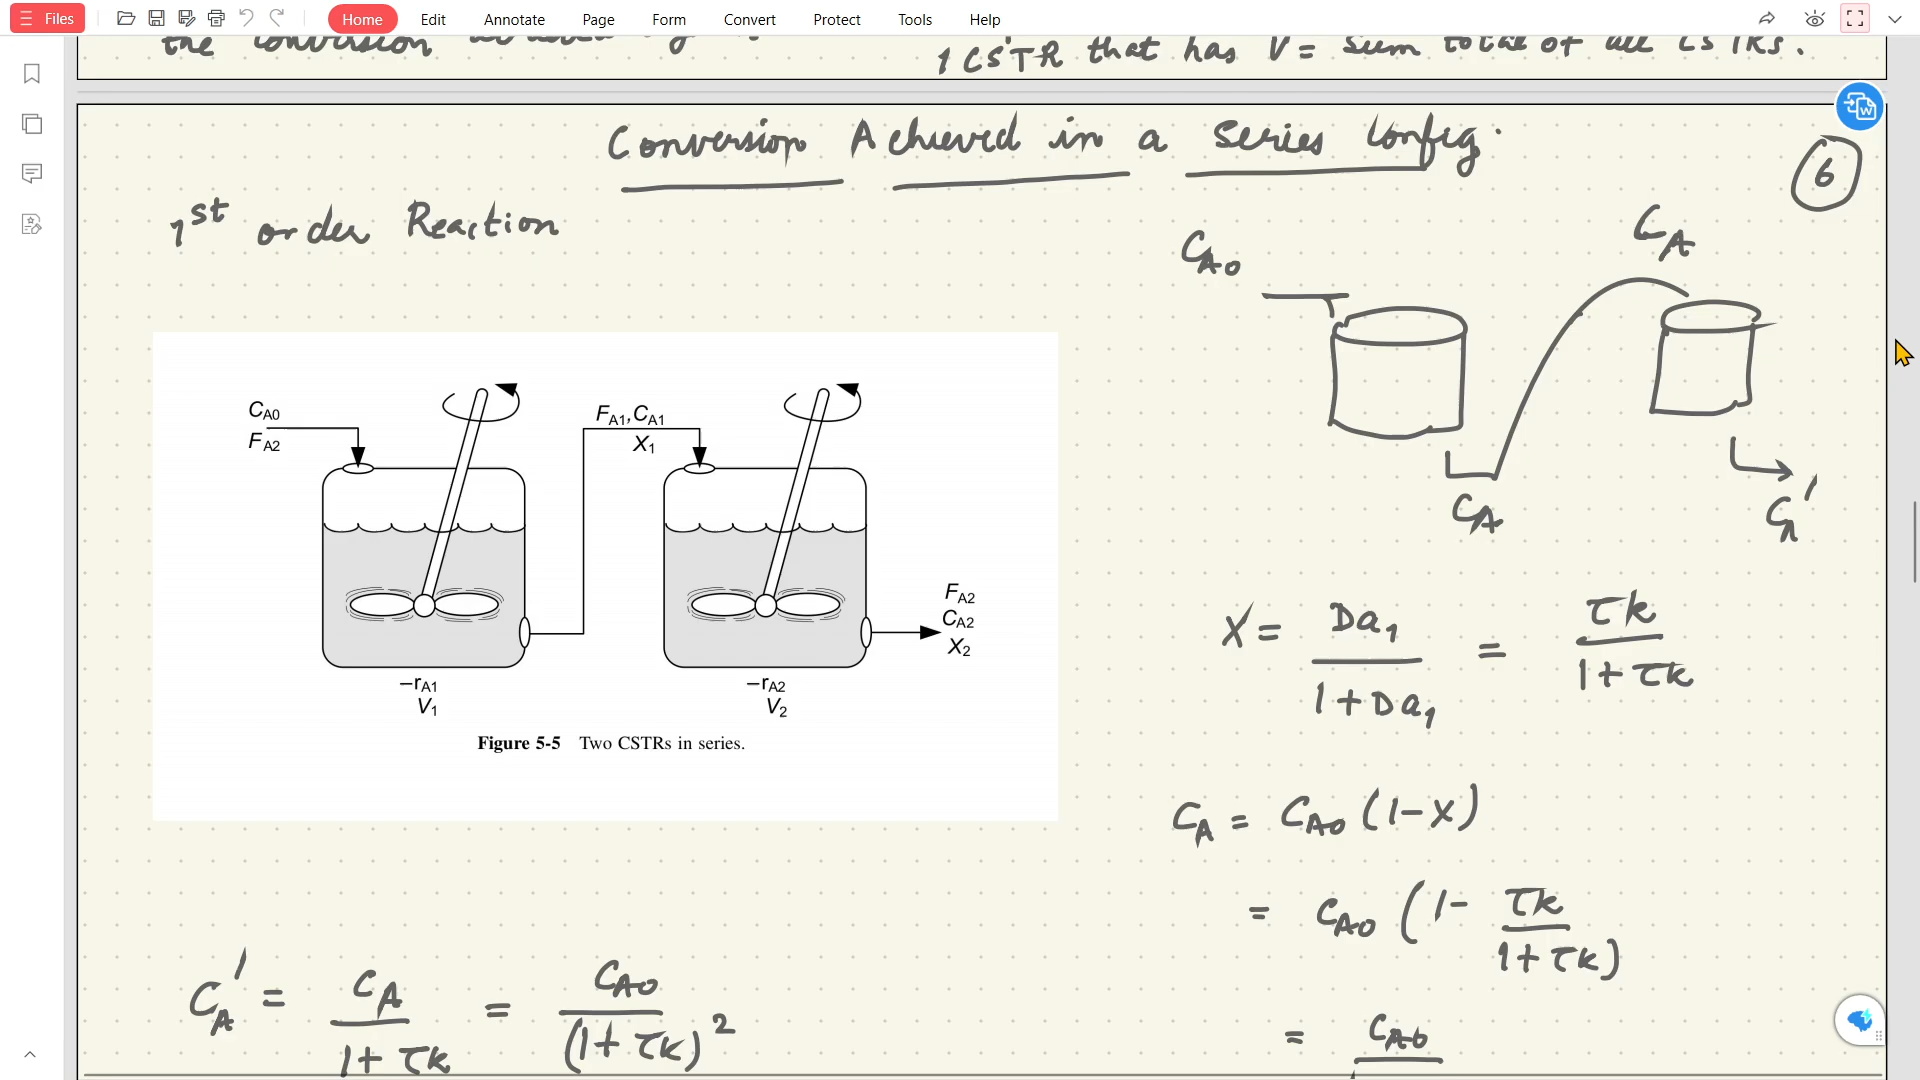 Files Home Edit Annotate Page Form Convert Protect Tools Help
the conversion
1 CSTR that has V = sum total of all CSTRs.
Conversion Achieved in a series Config.
6
1st order Reaction
CA0
CA
CA0
FA2
FA1, CA1
X1
CA
CA'
FA2
CA2
X2
–rA1
V1
–rA2
V2
Figure 5-5 Two CSTRs in series.
X = Da1 / (1 + Da1) = τk / (1 + τk)
CA = CA0 (1 - X)
= CA0 (1 - τk / (1 + τk))
CA' = CA / (1 + τk) = CA0 / (1 + τk)²
= CA0